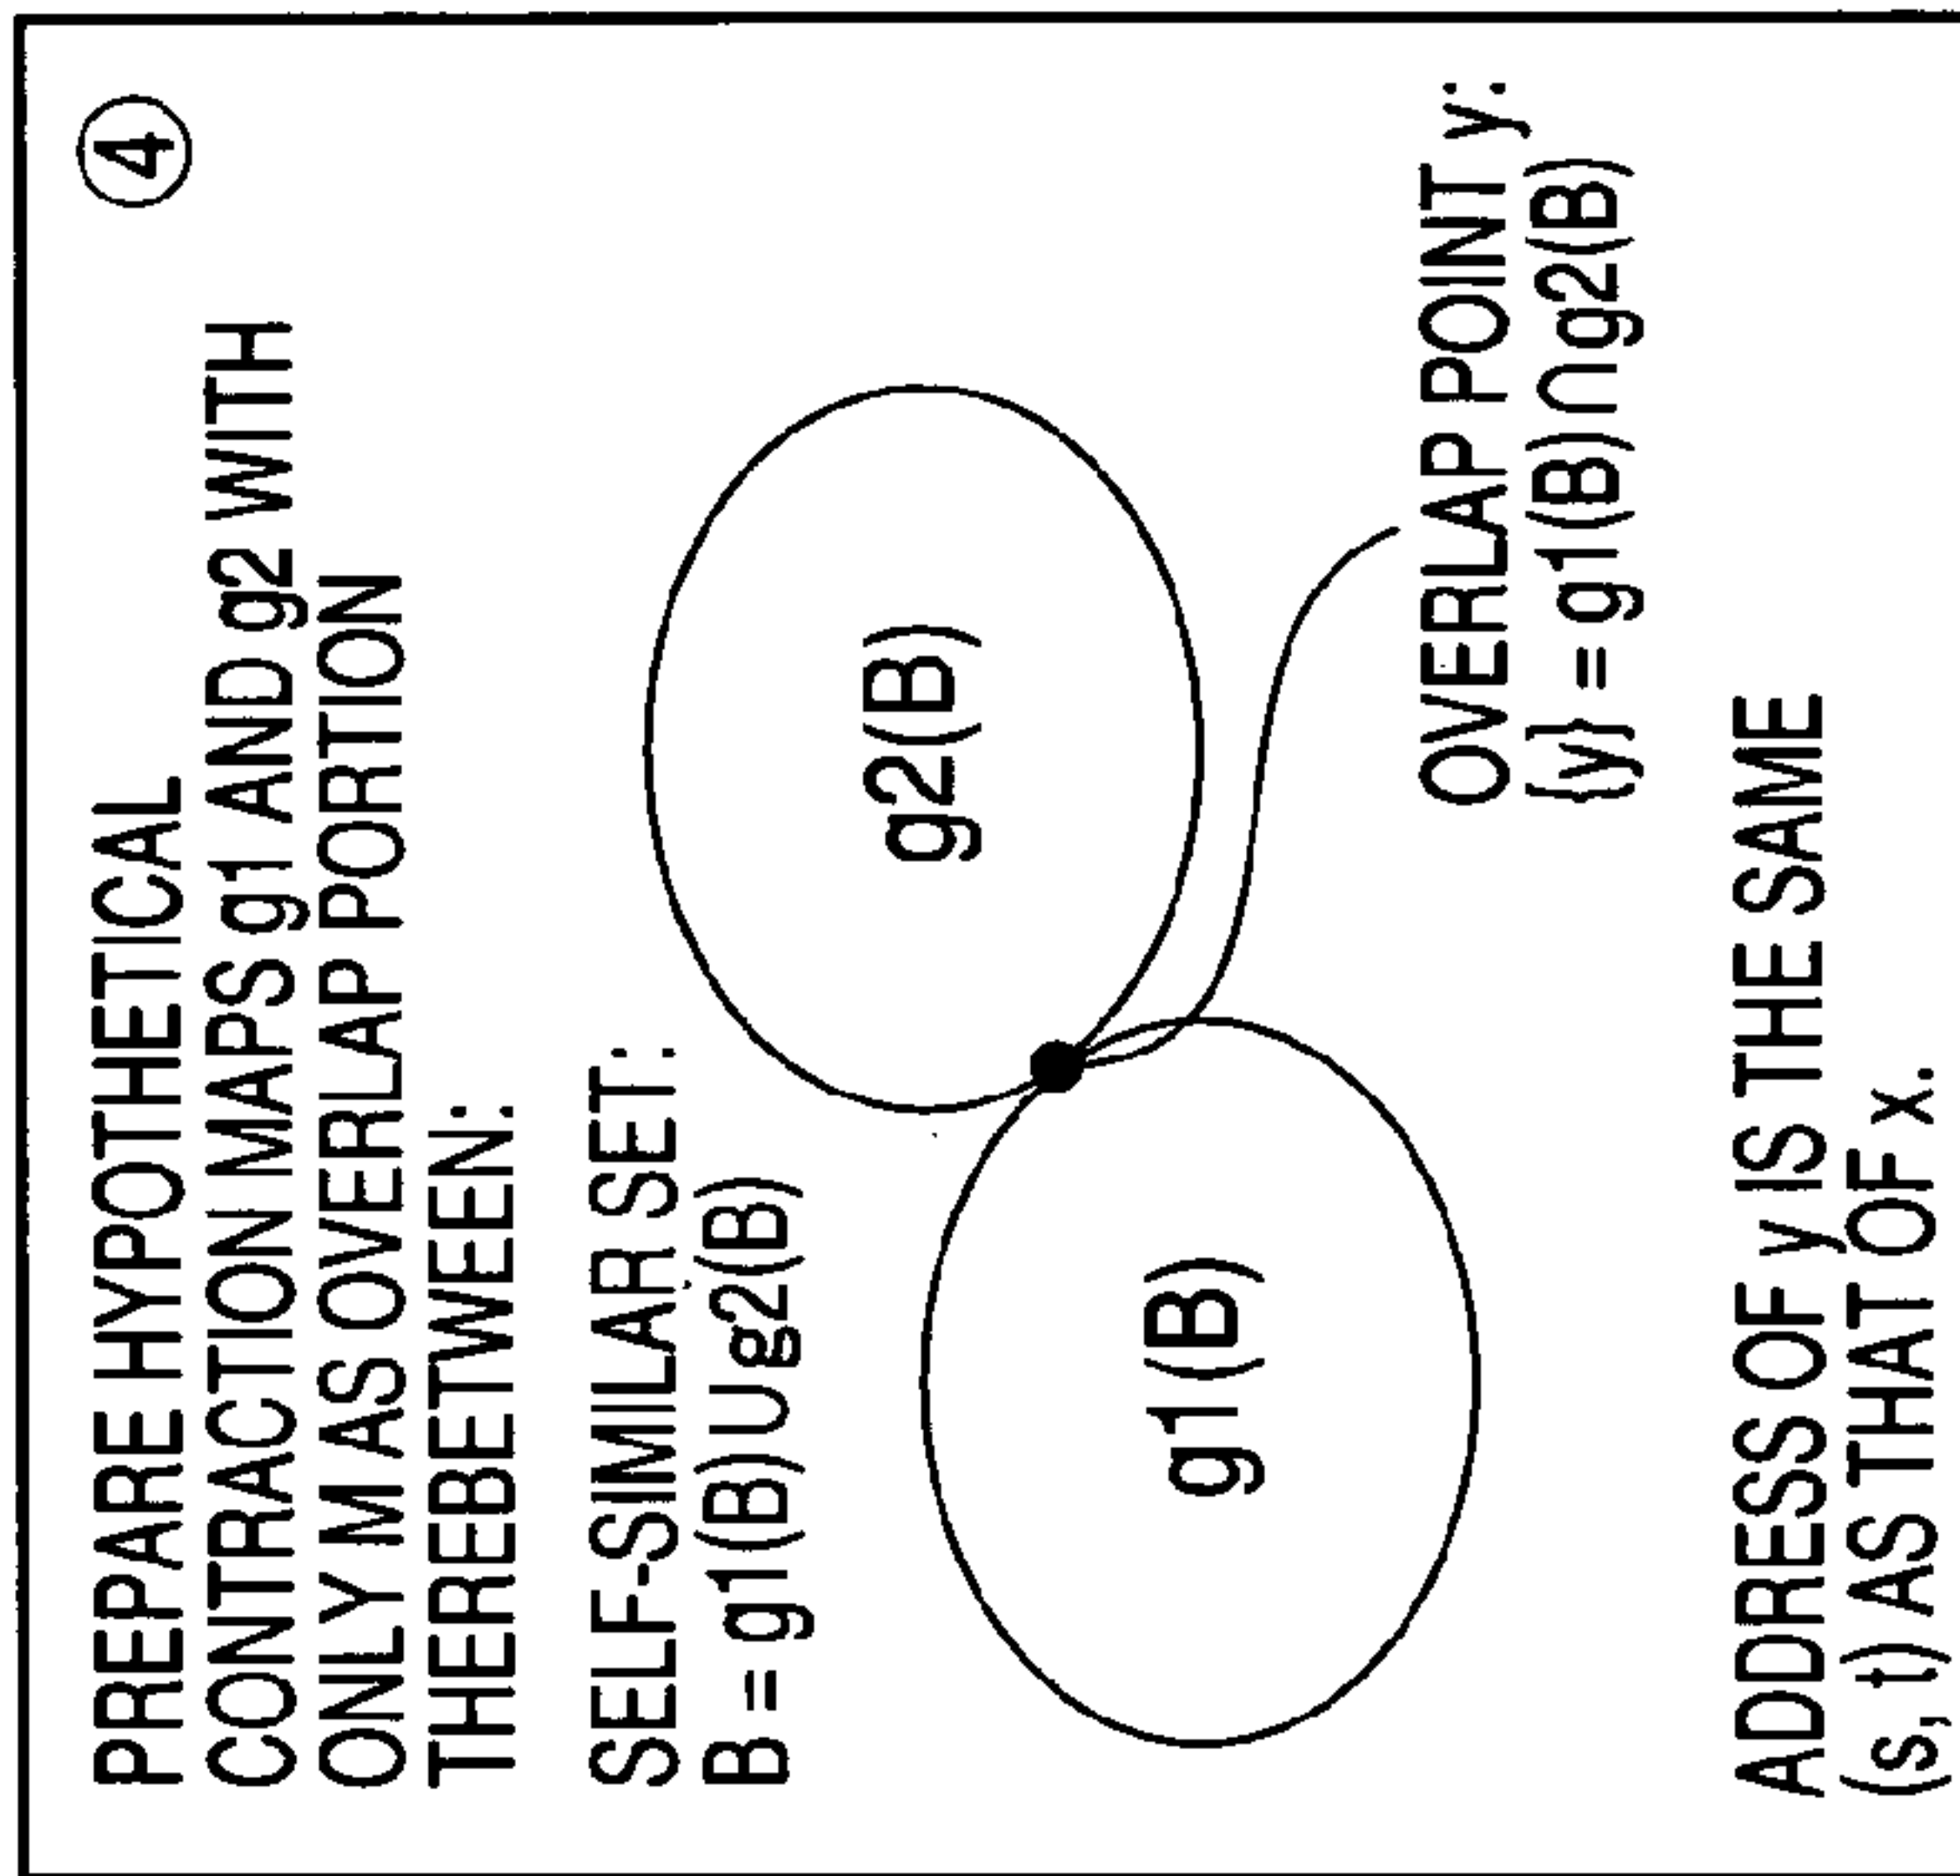 ④
PREPARE HYPOTHETICAL
CONTRACTION MAPS g1 AND g2 WITH
ONLY M AS OVERLAP PORTION
THEREBETWEEN:
SELF-SIMILAR SET:
B = g1(B)∪g2(B)
g2(B)
g1(B)
OVERLAP POINT y:
{y} = g1(B)∩g2(B)
ADDRESS OF y IS THE SAME
(s, t) AS THAT OF x.